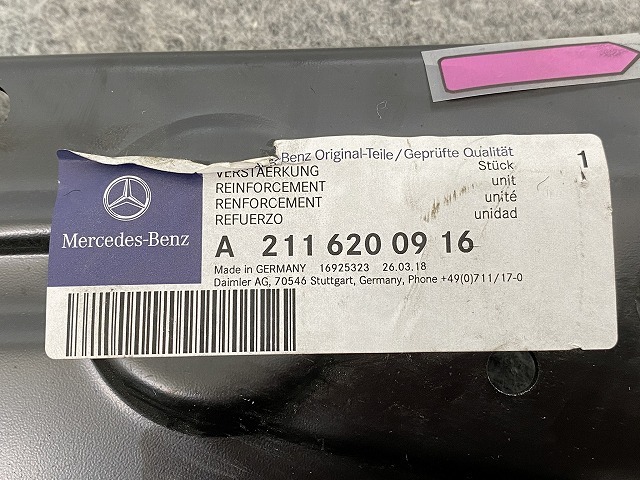 Benz Original-Teile/Geprüfte Qualität
VERSTAERKUNG Stück 1
REINFORCEMENT unit
RENFORCEMENT unité
REFUERZO unidad
Mercedes-Benz
A 211 620 09 16
Made in GERMANY 16925323 26.03.18
Daimler AG, 70546 Stuttgart, Germany, Phone +49(0)711/17-0